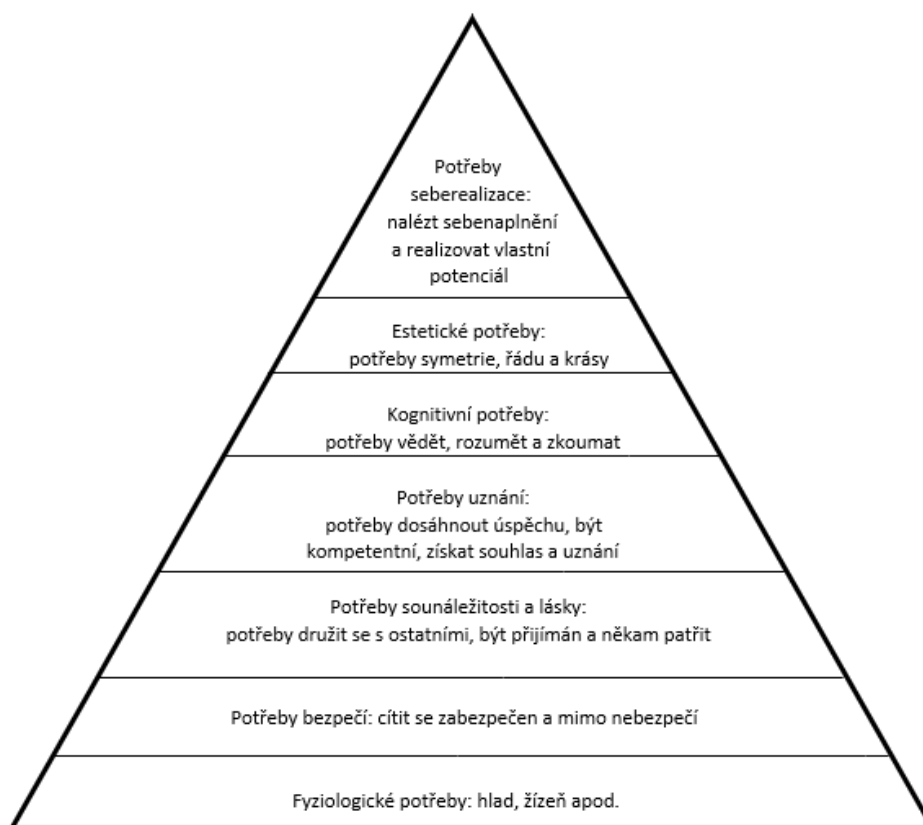 Potřeby
seberealizace:
nalézt sebenaplnění
a realizovat vlastní
potenciál
Estetické potřeby:
potřeby symetrie, řádu a krásy
Kognitivní potřeby:
potřeby vědět, rozumět a zkoumat
Potřeby uznání:
potřeby dosáhnout úspěchu, být
kompetentní, získat souhlas a uznání
Potřeby sounáležitosti a lásky:
potřeby družit se s ostatními, být přijímán a někam patřit
Potřeby bezpečí: cítit se zabezpečen a mimo nebezpečí
Fyziologické potřeby: hlad, žízeň apod.